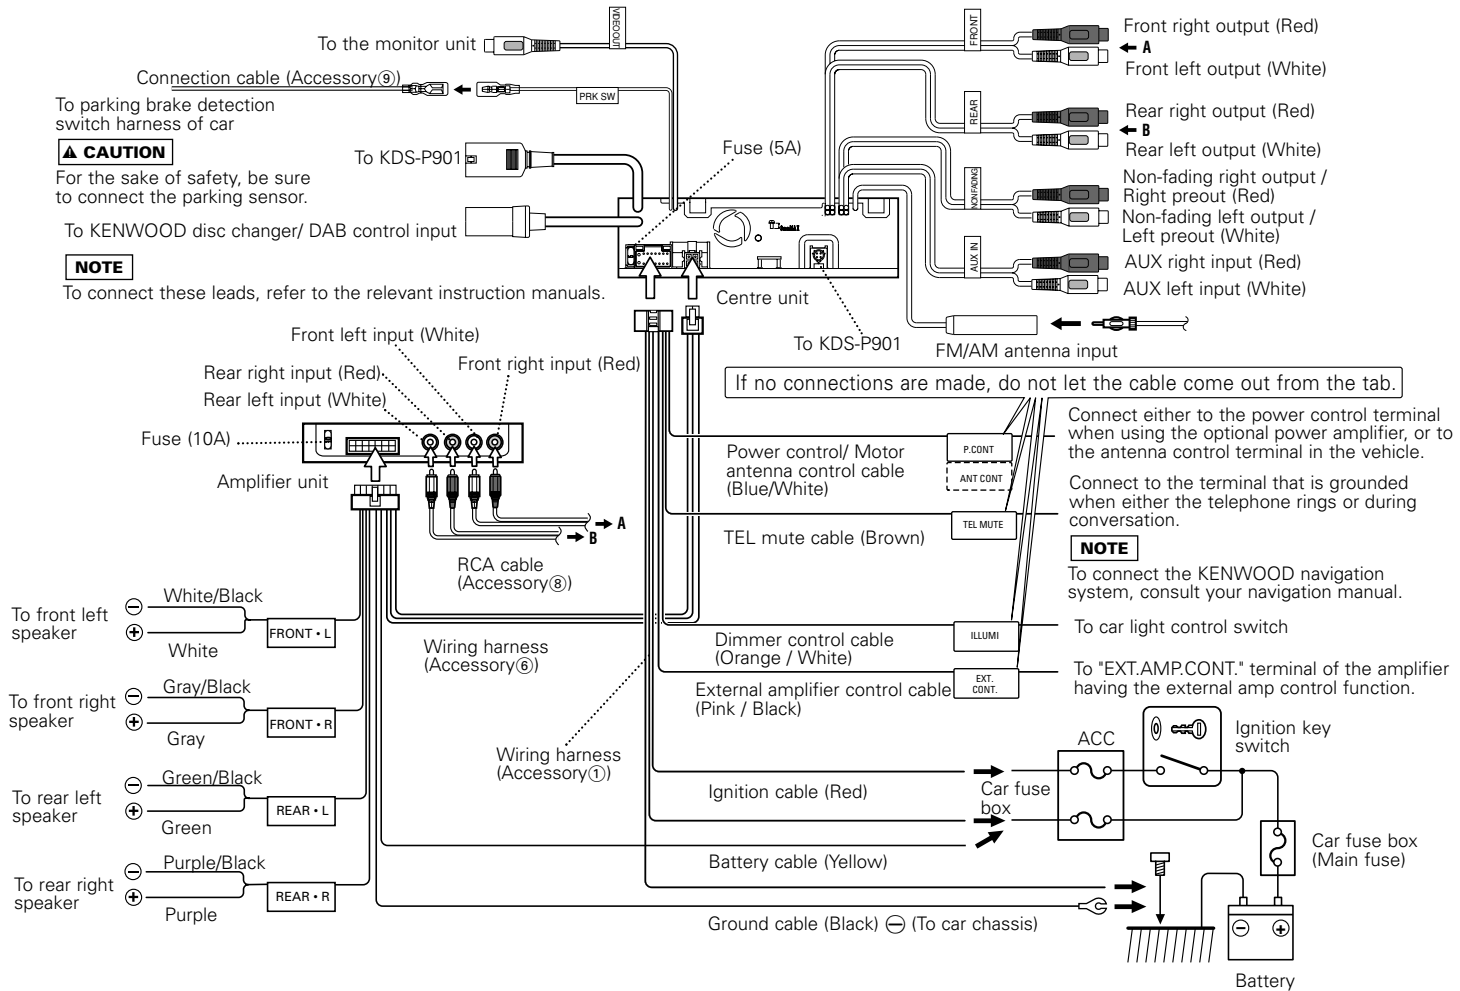 To the monitor unit
VIDEO OUT
Connection cable (Accessory⑨)
PRK SW
To parking brake detection
switch harness of car
CAUTION
For the sake of safety, be sure
to connect the parking sensor.
To KDS-P901
To KENWOOD disc changer/ DAB control input
NOTE
To connect these leads, refer to the relevant instruction manuals.
Fuse (5A)
Centre unit
To KDS-P901
FRONT
Front right output (Red)
A
Front left output (White)
REAR
Rear right output (Red)
B
Rear left output (White)
NON FADING
Non-fading right output /
Right preout (Red)
Non-fading left output /
Left preout (White)
AUX IN
AUX right input (Red)
AUX left input (White)
FM/AM antenna input
Front left input (White)
Front right input (Red)
Rear right input (Red)
Rear left input (White)
Fuse (10A)
Amplifier unit
A
B
RCA cable
(Accessory⑧)
If no connections are made, do not let the cable come out from the tab.
Power control/ Motor
antenna control cable
(Blue/White)
P.CONT
ANT CONT
Connect either to the power control terminal
when using the optional power amplifier, or to
the antenna control terminal in the vehicle.
TEL mute cable (Brown)
TEL MUTE
Connect to the terminal that is grounded
when either the telephone rings or during
conversation.
NOTE
To connect the KENWOOD navigation
system, consult your navigation manual.
Dimmer control cable
(Orange / White)
ILLUMI
To car light control switch
External amplifier control cable
(Pink / Black)
EXT.
CONT.
To "EXT.AMP.CONT." terminal of the amplifier
having the external amp control function.
Wiring harness
(Accessory⑥)
Wiring harness
(Accessory①)
To front left
speaker
⊖
White/Black
⊕
White
FRONT • L
To front right
speaker
⊖
Gray/Black
⊕
Gray
FRONT • R
To rear left
speaker
⊖
Green/Black
⊕
Green
REAR • L
To rear right
speaker
⊖
Purple/Black
⊕
Purple
REAR • R
Ignition cable (Red)
Battery cable (Yellow)
Ground cable (Black) ⊖ (To car chassis)
Car fuse
box
ACC
Ignition key
switch
Car fuse box
(Main fuse)
⊖ ⊕
Battery